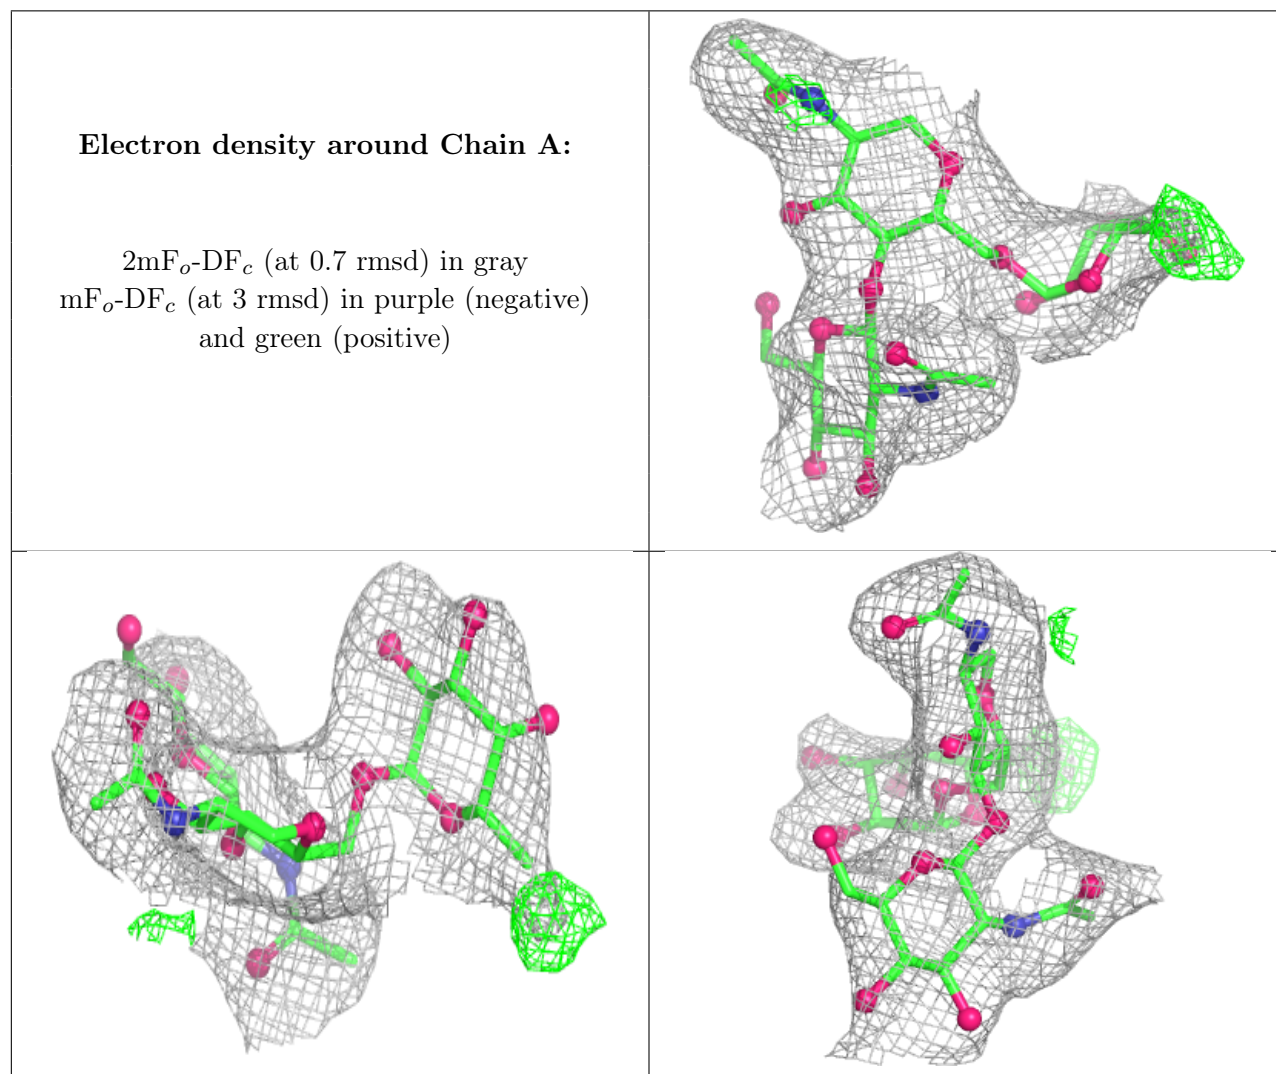 Electron density around Chain A:
2mFo-DFc (at 0.7 rmsd) in gray
mFo-DFc (at 3 rmsd) in purple (negative)
and green (positive)